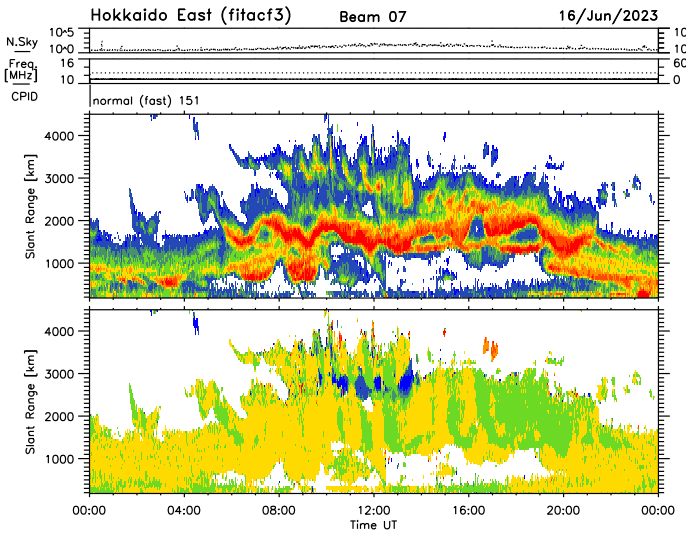 Hokkaido East (fitacf3) Beam 07 16/Jun/2023
N.Sky 10^5 10^0
Freq. [MHz] 16 10 60 0
CPID normal (fast) 151
Slant Range [km] 4000 3000 2000 1000
Slant Range [km] 4000 3000 2000 1000
00:00 04:00 08:00 12:00 16:00 20:00 00:00
Time UT